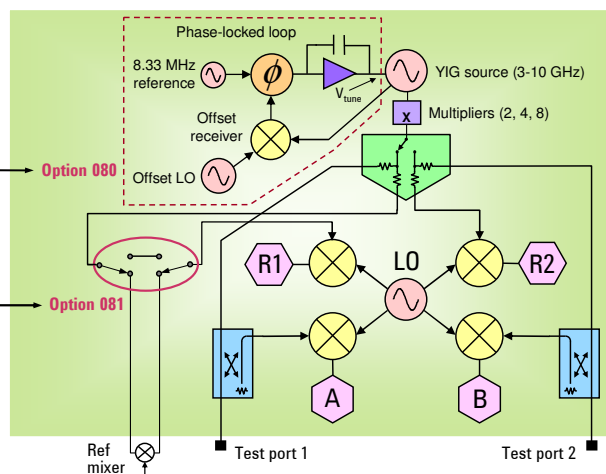 Phase-locked loop
8.33 MHz
reference
ϕ
V tune
YIG source (3-10 GHz)
x
Multipliers (2, 4, 8)
Offset
receiver
Option 080
Offset LO
R1
LO
R2
Option 081
A
B
Ref
mixer
Test port 1
Test port 2